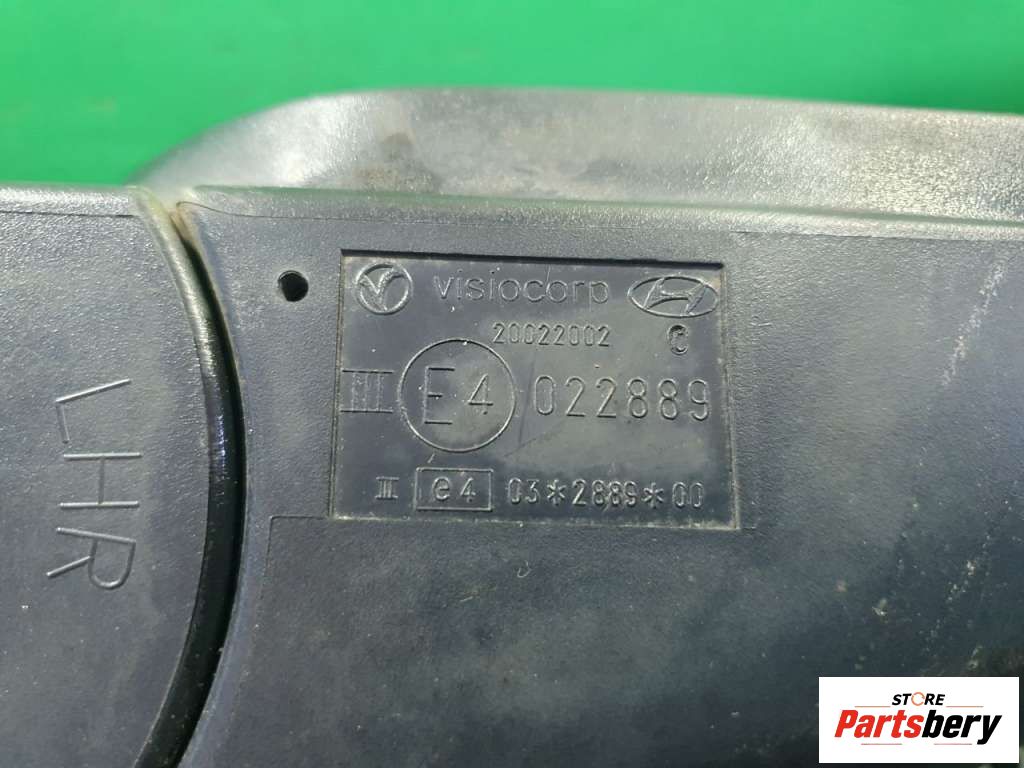 visiocorp
20022002 C
III E4 022889
III e4 03*2889*00
LHR
STORE
Partsbery